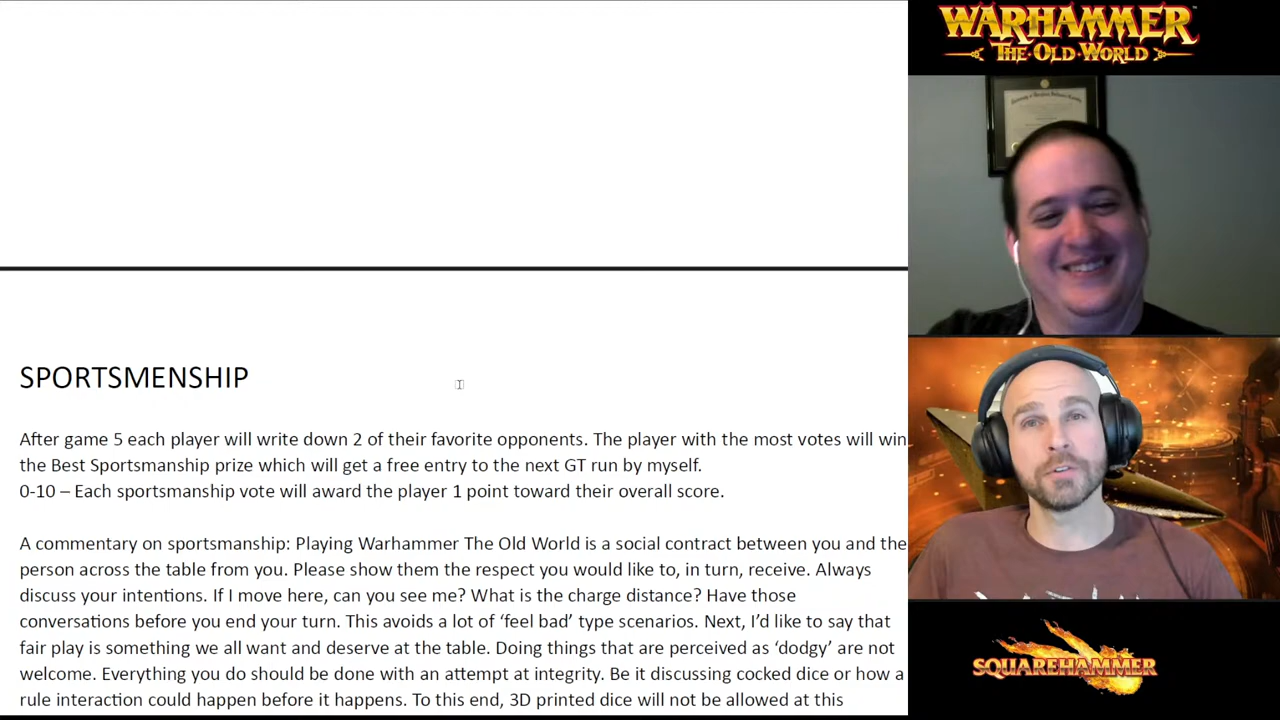 WARHAMMER
THE OLD WORLD
SPORTSMENSHIP
After game 5 each player will write down 2 of their favorite opponents. The player with the most votes will win
the Best Sportsmanship prize which will get a free entry to the next GT run by myself.
0-10 – Each sportsmanship vote will award the player 1 point toward their overall score.
A commentary on sportsmanship: Playing Warhammer The Old World is a social contract between you and the
person across the table from you. Please show them the respect you would like to, in turn, receive. Always
discuss your intentions. If I move here, can you see me? What is the charge distance? Have those
conversations before you end your turn. This avoids a lot of ‘feel bad’ type scenarios. Next, I’d like to say that
fair play is something we all want and deserve at the table. Doing things that are perceived as ‘dodgy’ are not
welcome. Everything you do should be done with an attempt at integrity. Be it discussing cocked dice or how a
rule interaction could happen before it happens. To this end, 3D printed dice will not be allowed at this
SQUAREHAMMER